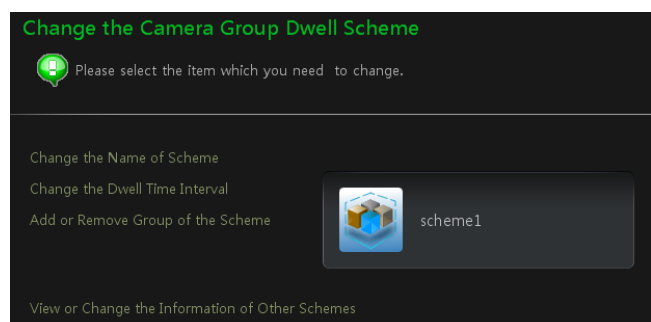 Change the Camera Group Dwell Scheme
Please select the item which you need to change.
Change the Name of Scheme
Change the Dwell Time Interval
Add or Remove Group of the Scheme
scheme1
View or Change the Information of Other Schemes